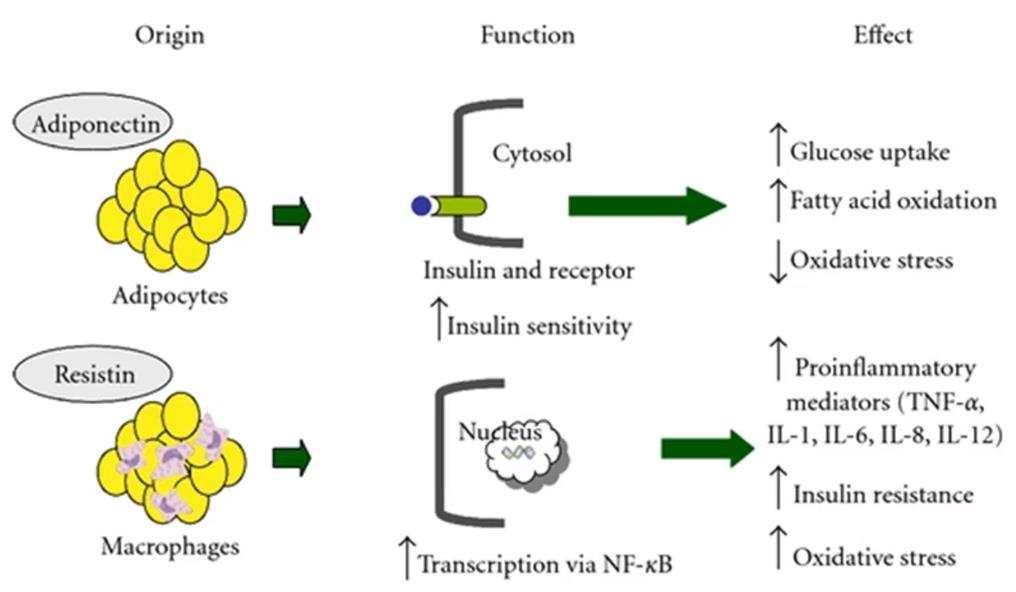 Origin
Function
Effect
Adiponectin
Adipocytes
Cytosol
Insulin and receptor
↑ Insulin sensitivity
↑ Glucose uptake
↑ Fatty acid oxidation
↓ Oxidative stress
Resistin
Macrophages
Nucleus
↑ Transcription via NF-κB
↑ Proinflammatory
mediators (TNF-α,
IL-1, IL-6, IL-8, IL-12)
↑ Insulin resistance
↑ Oxidative stress